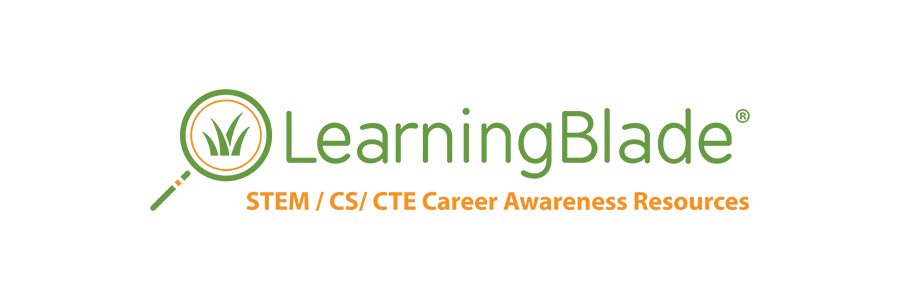 LearningBlade®
STEM / CS/ CTE Career Awareness Resources